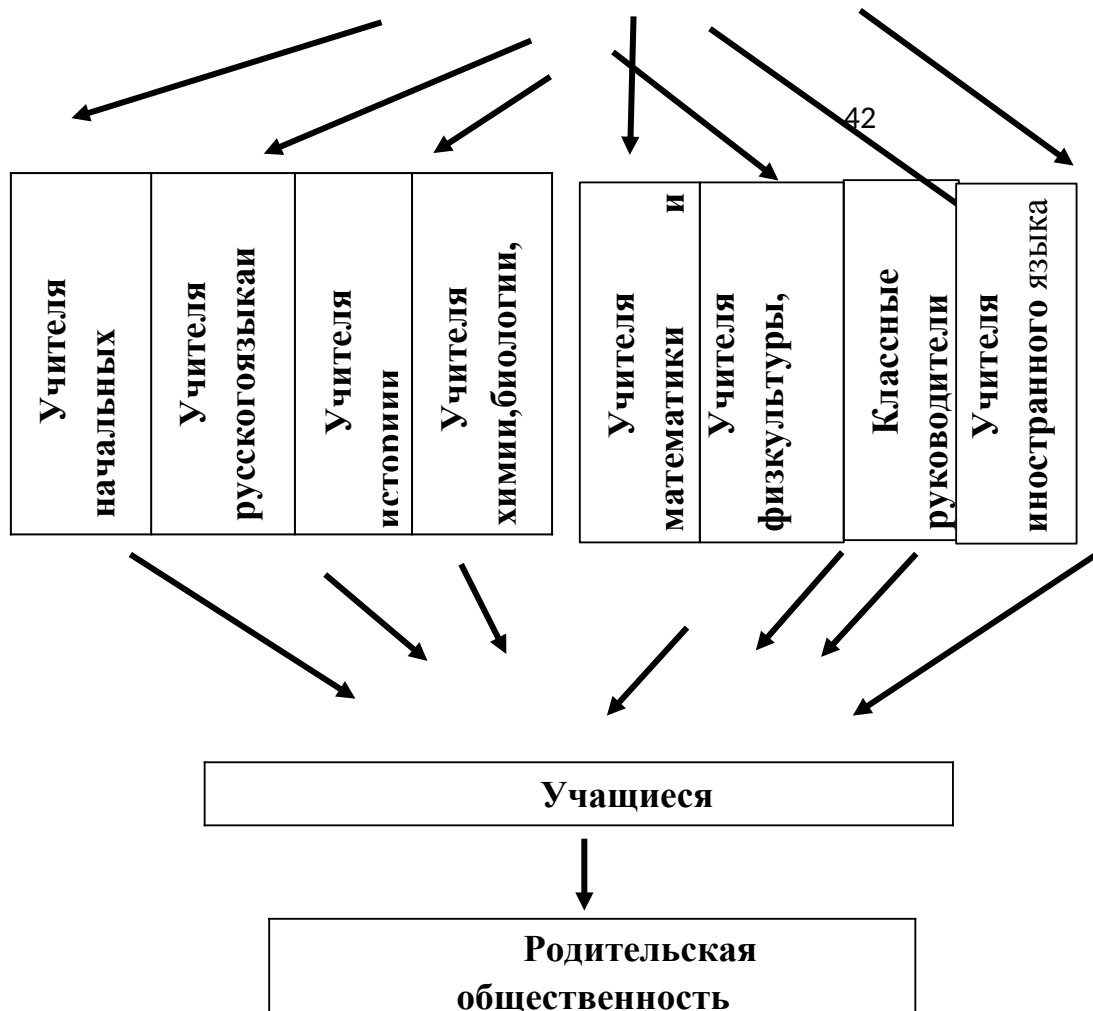 42
Учителя
начальных
Учителя
русскогоязыкаи
Учителя
истории
Учителя
химии,биологии,
Учителя
математики и
Учителя
физкультуры,
Классные
руководители
Учителя
иностранного языка
Учащиеся
Родительская
общественность